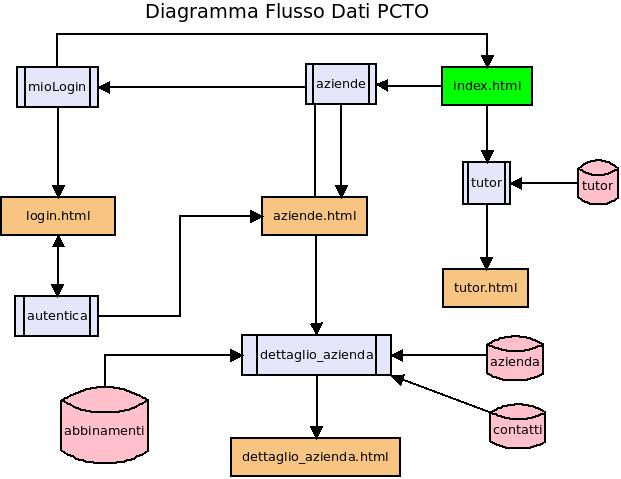 Diagramma Flusso Dati PCTO
mioLogin
aziende
index.html
tutor
tutor
login.html
aziende.html
tutor.html
autentica
dettaglio_azienda
azienda
abbinamenti
contatti
dettaglio_azienda.html